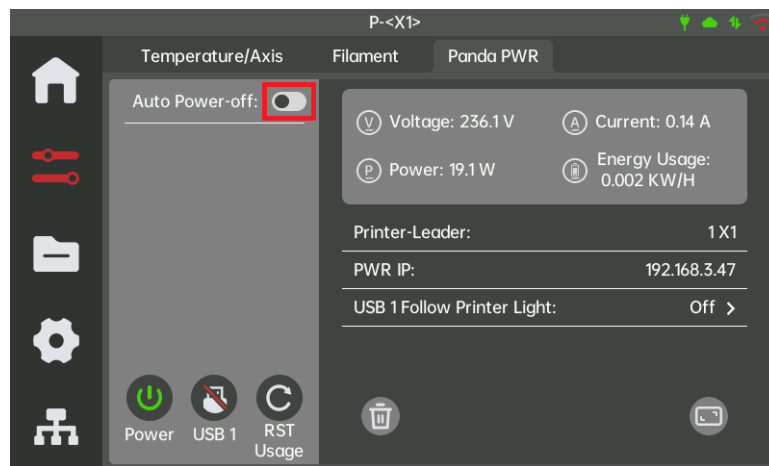 P-<X1>
Temperature/Axis Filament Panda PWR
Auto Power-off:
V Voltage: 236.1 V
A Current: 0.14 A
P Power: 19.1 W
Energy Usage:
0.002 KW/H
Printer-Leader: 1 X1
PWR IP: 192.168.3.47
USB 1 Follow Printer Light: Off >
Power USB 1 RST
Usage